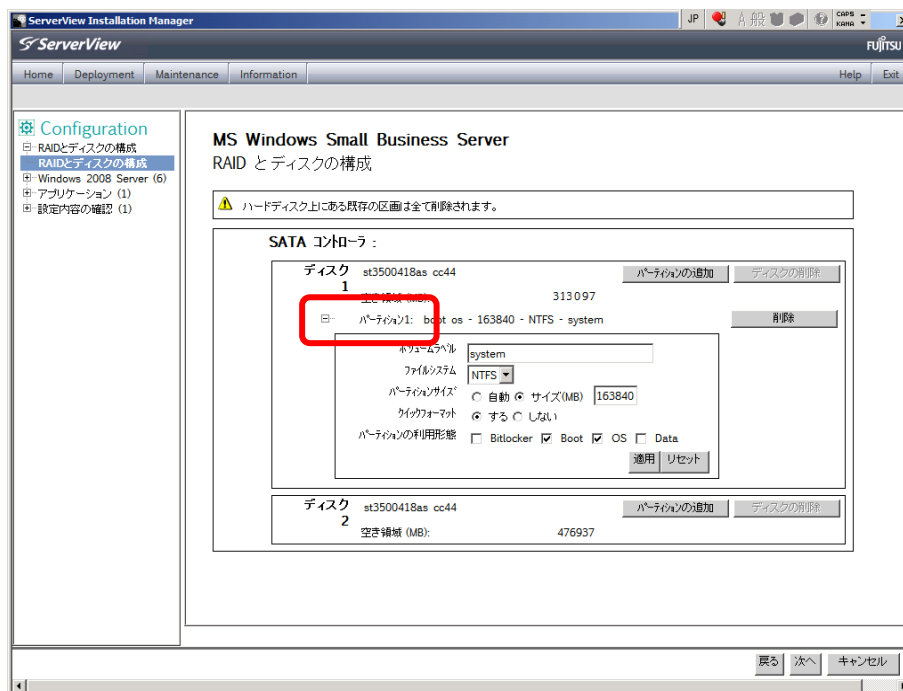 ServerView Installation Manager
JP A 般 CAPS KANA
ServerView FUJITSU
Home Deployment Maintenance Information Help Exit
Configuration
RAIDとディスクの構成
RAIDとディスクの構成
Windows 2008 Server (6)
アプリケーション (1)
設定内容の確認 (1)
MS Windows Small Business Server
RAID とディスクの構成
ハードディスク上にある既存の区画は全て削除されます。
SATA コントローラ :
ディスク 1 st3500418as cc44 パーティションの追加 ディスクの削除
空き領域 (MB): 313097
パーティション1: boot os - 163840 - NTFS - system 削除
ボリュームラベル system
ファイルシステム NTFS
パーティションサイズ 自動 サイズ(MB) 163840
クイックフォーマット する しない
パーティションの利用形態 Bitlocker Boot OS Data
適用 リセット
ディスク 2 st3500418as cc44 パーティションの追加 ディスクの削除
空き領域 (MB): 476937
戻る 次へ キャンセル